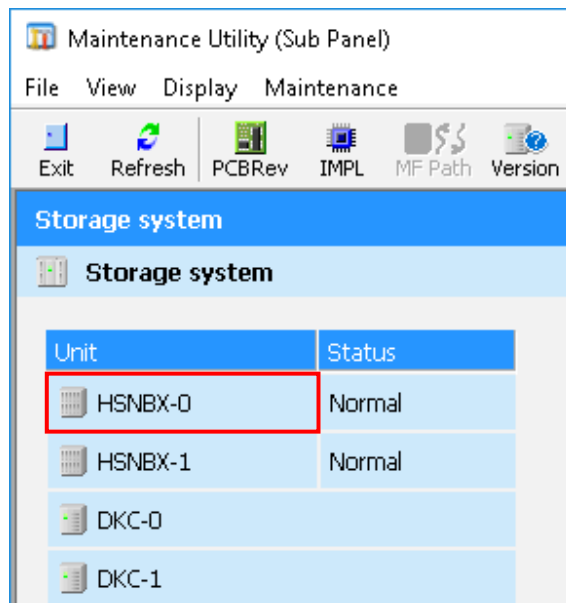 Maintenance Utility (Sub Panel)
File View Display Maintenance
Exit Refresh PCBRev IMPL MF Path Version
Storage system
Storage system
Unit Status
HSNBX-0 Normal
HSNBX-1 Normal
DKC-0
DKC-1